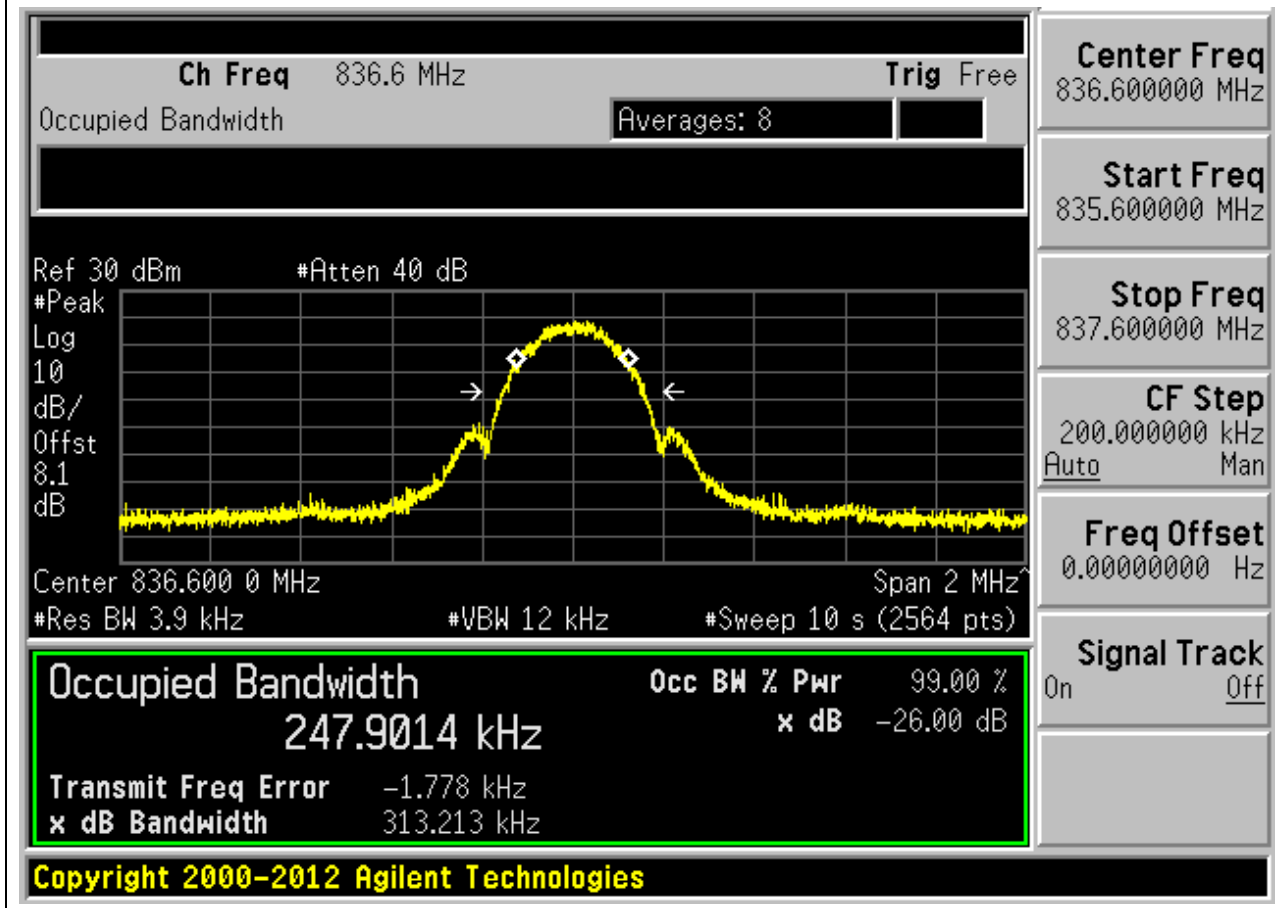 Ch Freq 836.6 MHz Trig Free
Occupied Bandwidth Averages: 8
Ref 30 dBm #Atten 40 dB
#Peak
Log
10
dB/
Offst
8.1
dB
Center 836.600 0 MHz Span 2 MHz^
#Res BW 3.9 kHz #VBW 12 kHz #Sweep 10 s (2564 pts)
Occupied Bandwidth Occ BW % Pwr 99.00 %
247.9014 kHz x dB -26.00 dB
Transmit Freq Error -1.778 kHz
x dB Bandwidth 313.213 kHz
Center Freq
836.600000 MHz
Start Freq
835.600000 MHz
Stop Freq
837.600000 MHz
CF Step
200.000000 kHz
Auto Man
Freq Offset
0.00000000 Hz
Signal Track
On Off
Copyright 2000-2012 Agilent Technologies